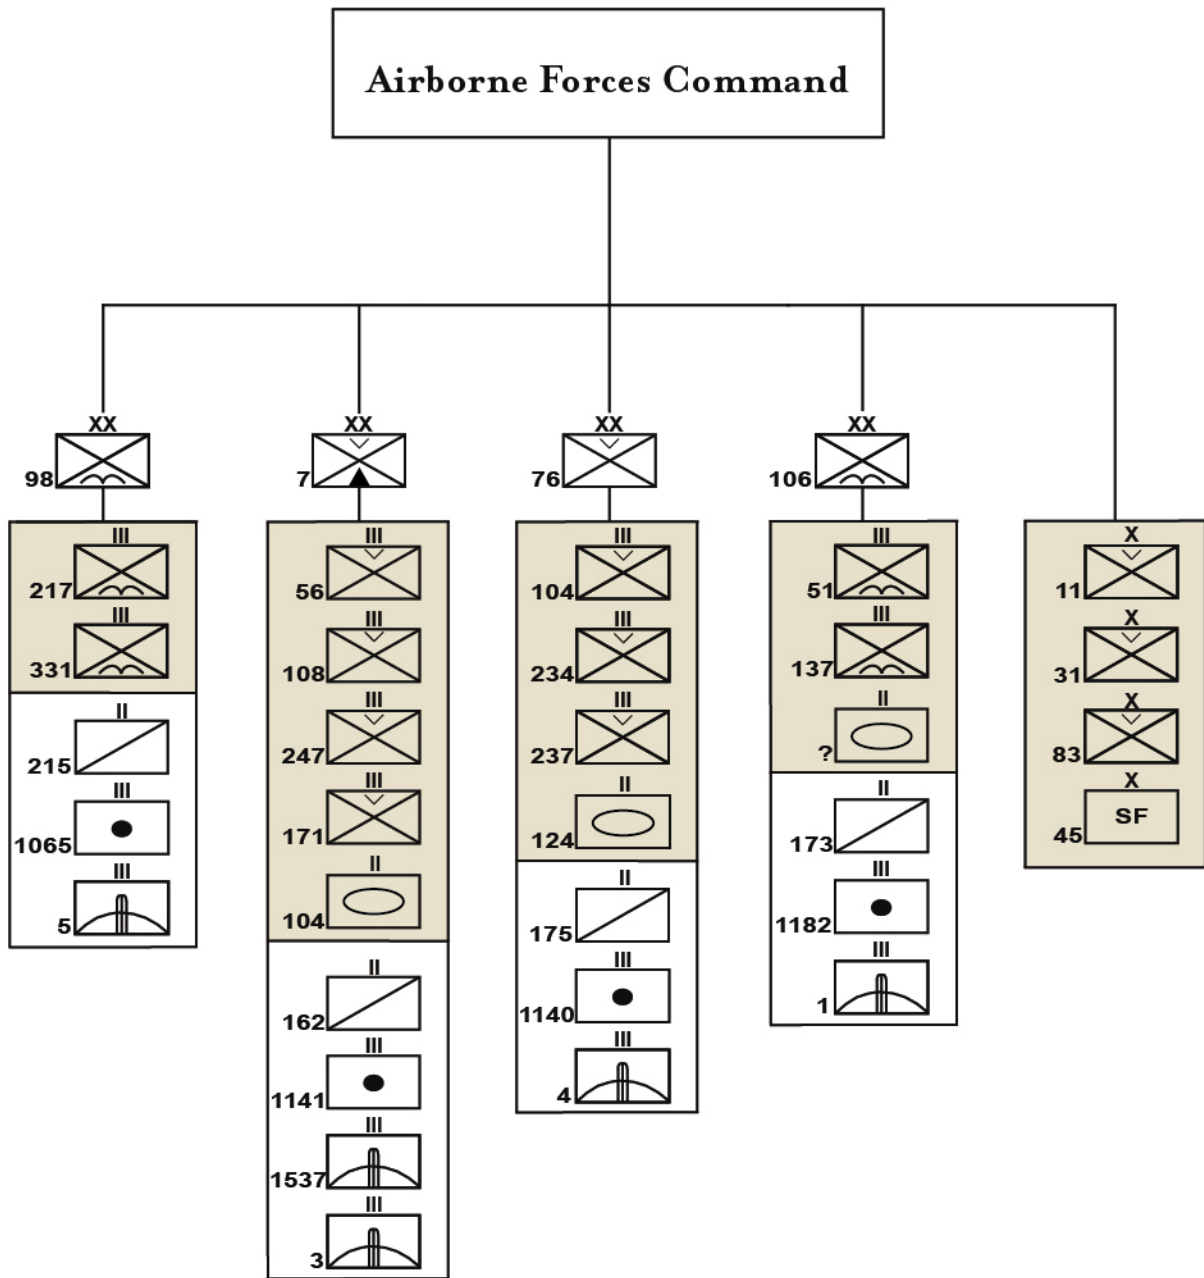 Airborne Forces Command
XX
98
XX
7
XX
76
XX
106
III
217
III
331
II
215
III
1065
III
5
III
56
III
108
III
247
III
171
II
104
II
162
III
1141
III
1537
III
3
III
104
III
234
III
237
II
124
II
175
III
1140
III
4
III
51
III
137
II
?
II
173
III
1182
III
1
X
11
X
31
X
83
X
45 SF